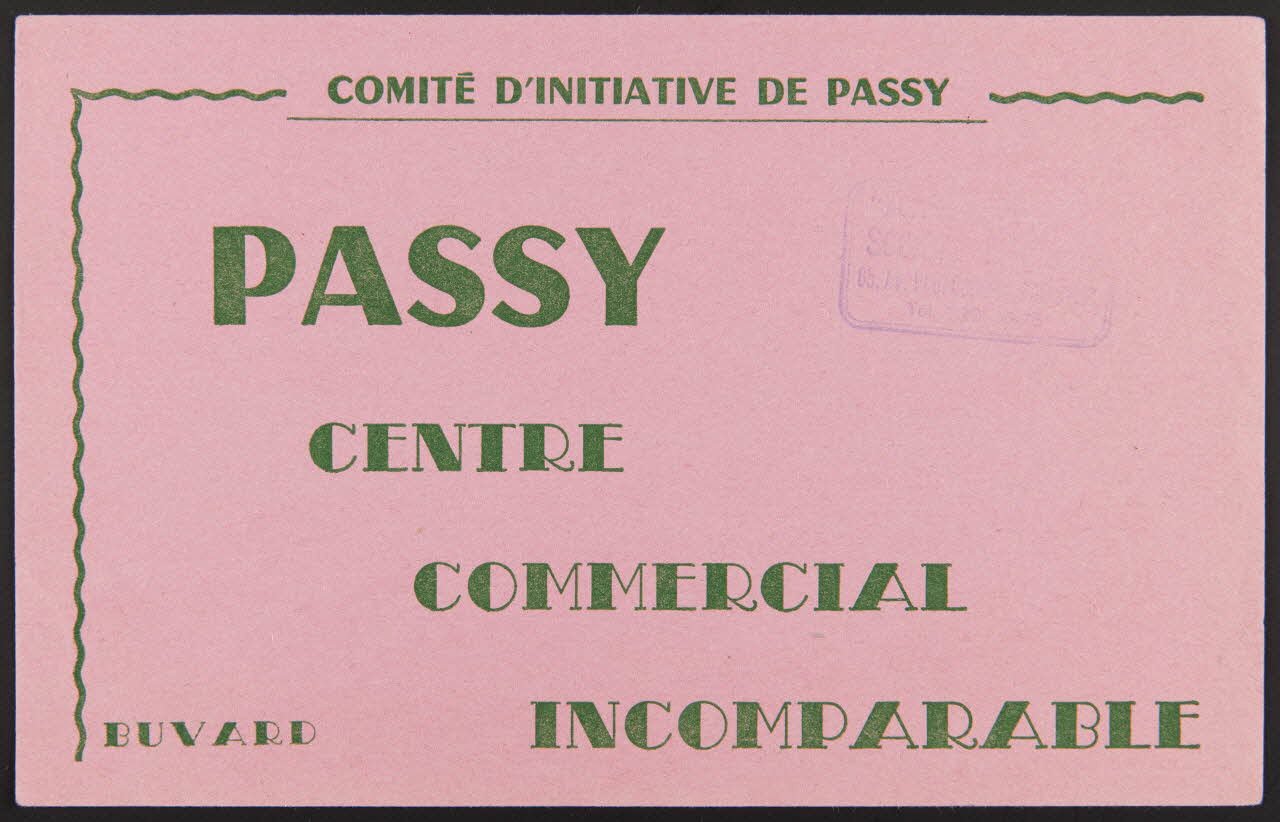 COMITÉ D'INITIATIVE DE PASSY
PASSY
CENTRE
COMMERCIAL
INCOMPARABLE
BUVARD